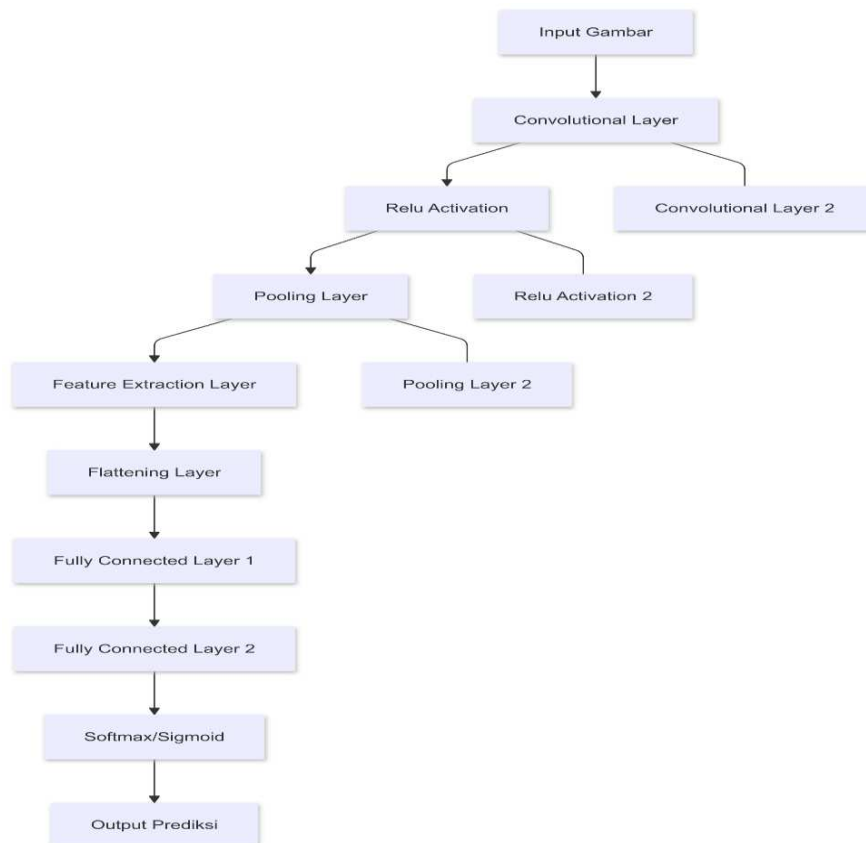 Input Gambar
Convolutional Layer
Relu Activation
Convolutional Layer 2
Pooling Layer
Relu Activation 2
Feature Extraction Layer
Pooling Layer 2
Flattening Layer
Fully Connected Layer 1
Fully Connected Layer 2
Softmax/Sigmoid
Output Prediksi